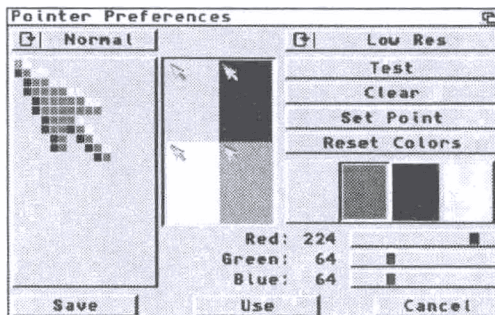 Pointer Preferences
Normal
Low Res
Test
Clear
Set Point
Reset Colors
Red: 224
Green: 64
Blue: 64
Save Use Cancel